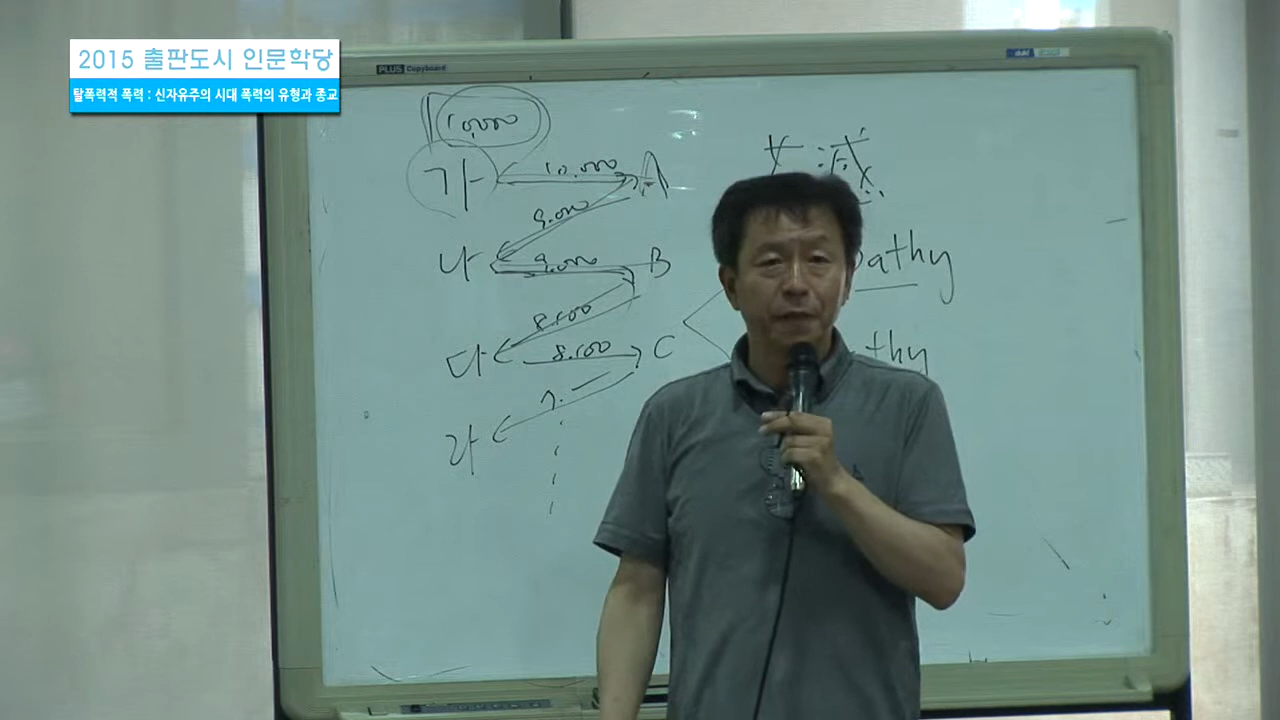 2015 출판도시 인문학당
탈폭력적 폭력 : 신자유주의 시대 폭력의 유형과 종교
PLUS Copyboard
10,000
가 10.000 A
9.000
나 9.000 B
8.100
다 8.100 C
7.
라
感
pathy
thy